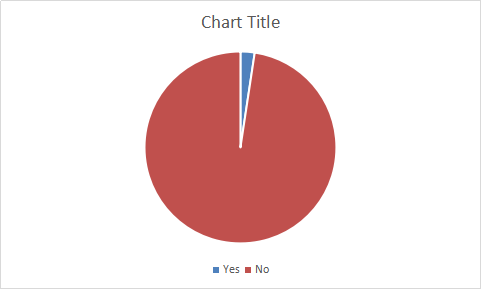 Chart Title
Yes No